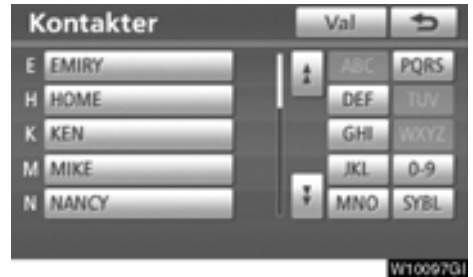 Kontakter Val
E EMIRY ABC PQRS
H HOME DEF TUV
K KEN GHI WXYZ
M MIKE JKL 0-9
N NANCY MNO SYBL
W10097GI